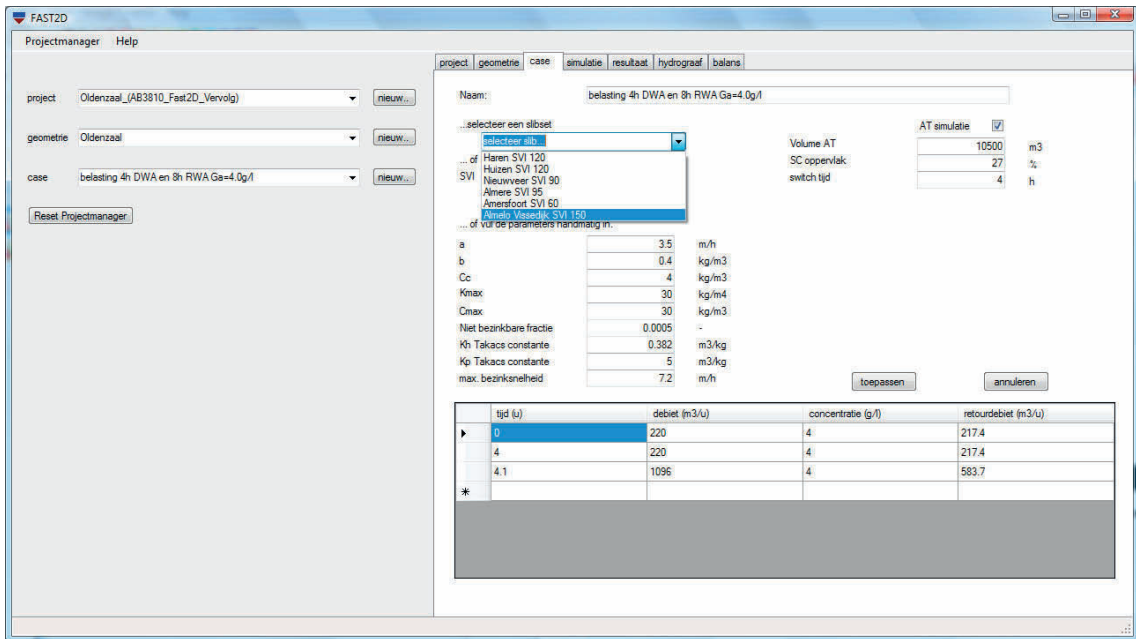 FAST2D
Projectmanager Help
project geometrie case simulatie resultaat hydrograaf balans
project Oldenzaal_(AB3810_Fast2D_Vervolg) nieuw..
geometrie Oldenzaal nieuw..
case belasting 4h DWA en 8h RWA Ga=4.0g/l nieuw..
Reset Projectmanager
Naam: belasting 4h DWA en 8h RWA Ga=4.0g/l
...selecteer een slibset
selecteer slib...
... of
SVI
Haren SVI 120
Huizen SVI 120
Nieuwveer SVI 90
Almere SVI 95
Amersfoort SVI 60
Almelo Vissedijk SVI 150
AT simulatie
Volume AT 10500 m3
SC oppervlak 27 %
switch tijd 4 h
... of vul de parameters handmatig in:
a 3.5 m/h
b 0.4 kg/m3
Cc 4 kg/m3
Kmax 30 kg/m4
Cmax 30 kg/m3
Niet bezinkbare fractie 0.0005 -
Kh Takacs constante 0.382 m3/kg
Kp Takacs constante 5 m3/kg
max. bezinksnelheid 7.2 m/h
toepassen annuleren
tijd (u) debiet (m3/u) concentratie (g/l) retourdebiet (m3/u)
0 220 4 217.4
4 220 4 217.4
4.1 1096 4 583.7